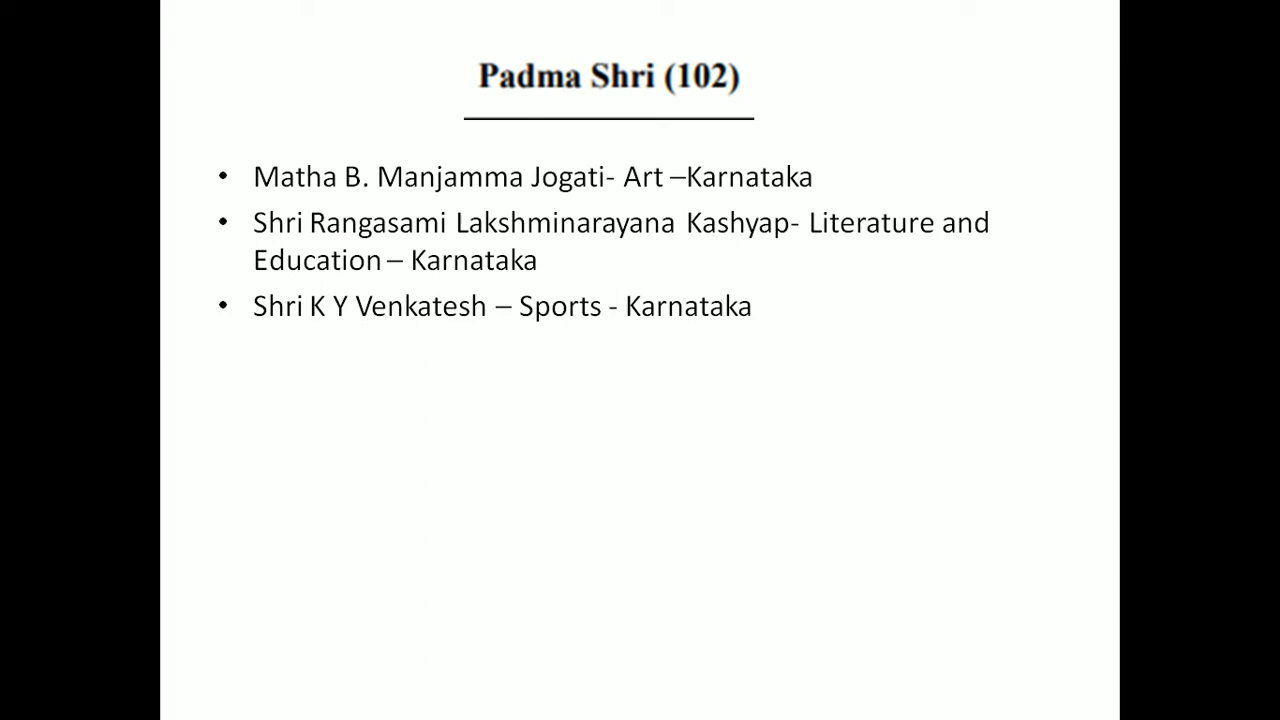 Padma Shri (102)
• Matha B. Manjamma Jogati- Art –Karnataka
• Shri Rangasami Lakshminarayana Kashyap- Literature and
Education – Karnataka
• Shri K Y Venkatesh – Sports - Karnataka